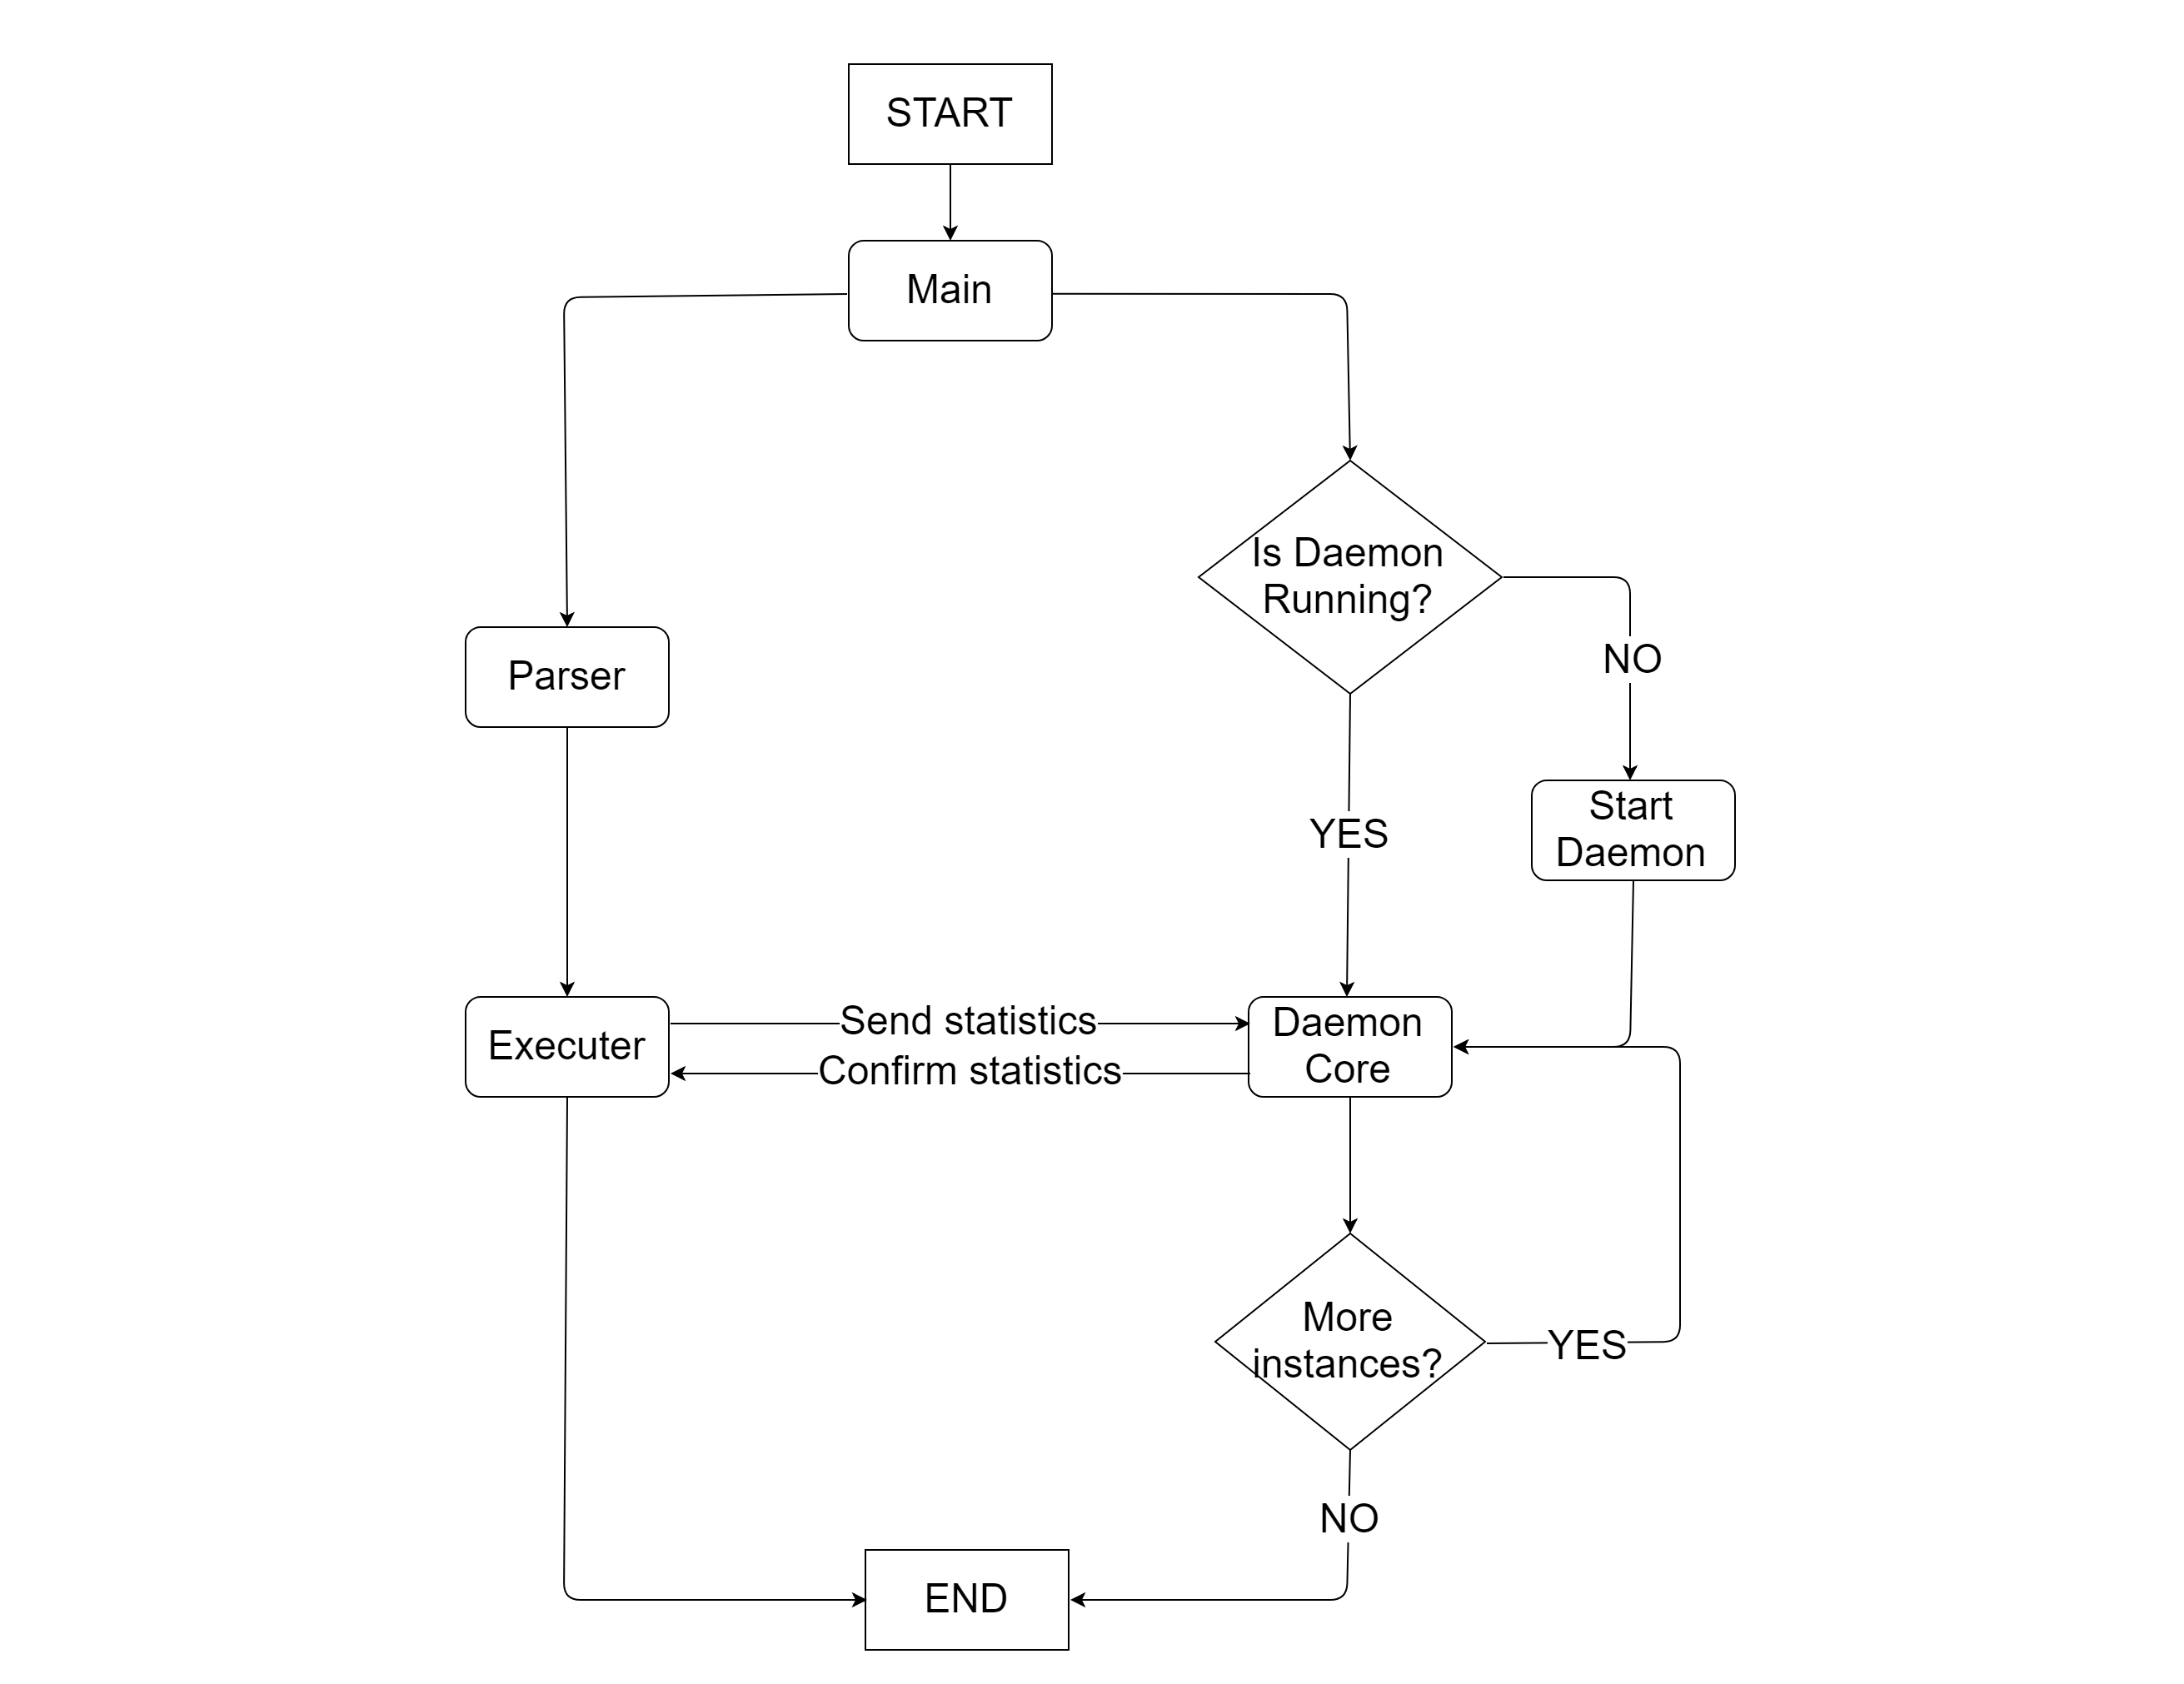 START
Main
Is Daemon
Running?
NO
Parser
Start
Daemon
YES
Send statistics
Confirm statistics
Executer
Daemon
Core
More
instances?
YES
NO
END